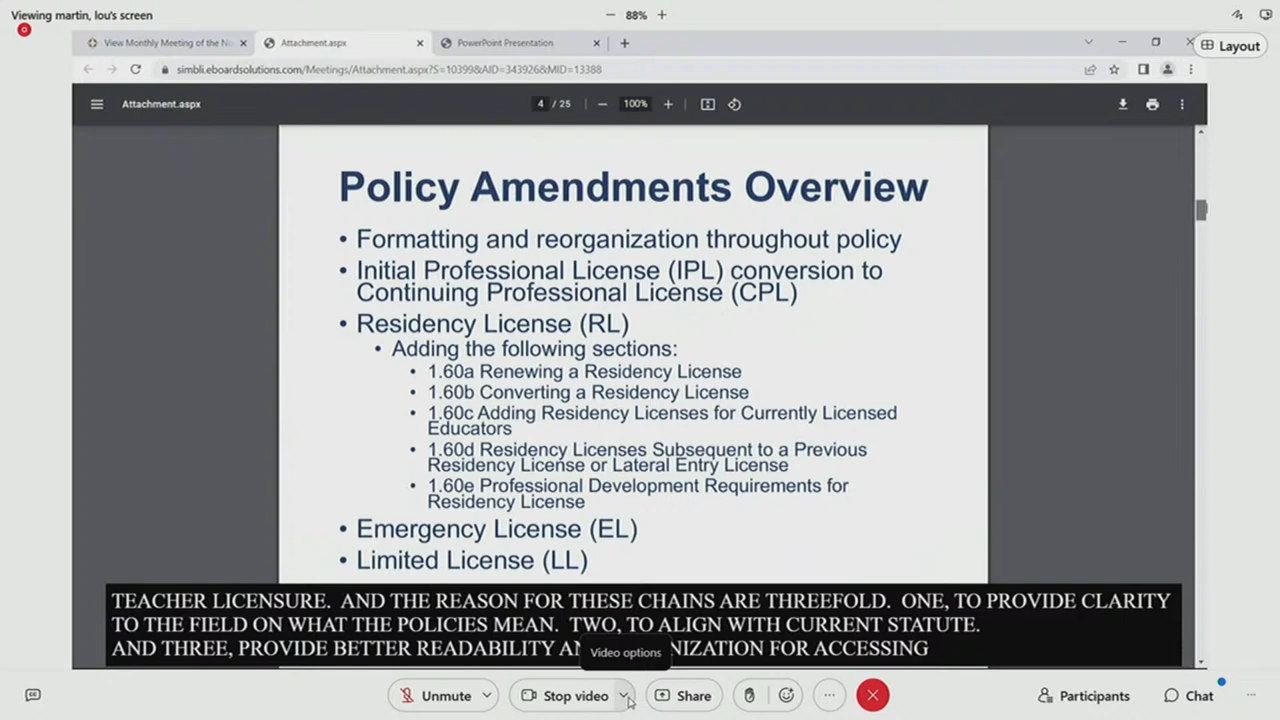 Viewing martin, lou's screen
88%
View Monthly Meeting of the No
Attachment.aspx
PowerPoint Presentation
Layout
simbli.eboardsolutions.com/Meetings/Attachment.aspx?S=10399&AID=343926&MID=13388
Attachment.aspx
4 / 25
100%
Policy Amendments Overview
• Formatting and reorganization throughout policy
• Initial Professional License (IPL) conversion to
Continuing Professional License (CPL)
• Residency License (RL)
• Adding the following sections:
• 1.60a Renewing a Residency License
• 1.60b Converting a Residency License
• 1.60c Adding Residency Licenses for Currently Licensed
Educators
• 1.60d Residency Licenses Subsequent to a Previous
Residency License or Lateral Entry License
• 1.60e Professional Development Requirements for
Residency License
• Emergency License (EL)
• Limited License (LL)
TEACHER LICENSURE. AND THE REASON FOR THESE CHAINS ARE THREEFOLD. ONE, TO PROVIDE CLARITY
TO THE FIELD ON WHAT THE POLICIES MEAN. TWO, TO ALIGN WITH CURRENT STATUTE.
AND THREE, PROVIDE BETTER READABILITY FOR ACCESSING
Video options
Unmute
Stop video
Share
Participants
Chat